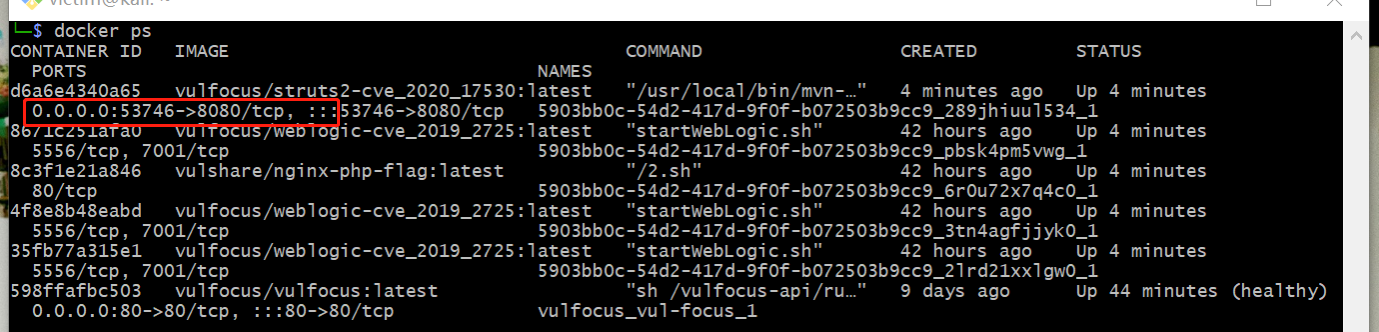 victim@kali: ~
└─$ docker ps
CONTAINER ID   IMAGE                                    COMMAND                  CREATED         STATUS
  PORTS                                         NAMES
d6a6e4340a65   vulfocus/struts2-cve_2020_17530:latest   "/usr/local/bin/mvn-…"   4 minutes ago   Up 4 minutes
  0.0.0.0:53746->8080/tcp, :::53746->8080/tcp   5903bb0c-54d2-417d-9f0f-b072503b9cc9_289jhiuul534_1
8671c251afa0   vulfocus/weblogic-cve_2019_2725:latest   "startWebLogic.sh"       42 hours ago    Up 4 minutes
  5556/tcp, 7001/tcp                            5903bb0c-54d2-417d-9f0f-b072503b9cc9_pbsk4pm5vwg_1
8c3f1e21a846   vulshare/nginx-php-flag:latest           "/2.sh"                  42 hours ago    Up 4 minutes
  80/tcp                                        5903bb0c-54d2-417d-9f0f-b072503b9cc9_6r0u72x7q4c0_1
4f8e8b48eabd   vulfocus/weblogic-cve_2019_2725:latest   "startWebLogic.sh"       42 hours ago    Up 4 minutes
  5556/tcp, 7001/tcp                            5903bb0c-54d2-417d-9f0f-b072503b9cc9_3tn4agfjjyk0_1
35fb77a315e1   vulfocus/weblogic-cve_2019_2725:latest   "startWebLogic.sh"       42 hours ago    Up 4 minutes
  5556/tcp, 7001/tcp                            5903bb0c-54d2-417d-9f0f-b072503b9cc9_2lrd21xxlgw0_1
598ffafbc503   vulfocus/vulfocus:latest                 "sh /vulfocus-api/ru…"   9 days ago      Up 44 minutes (healthy)
  0.0.0.0:80->80/tcp, :::80->80/tcp             vulfocus_vul-focus_1